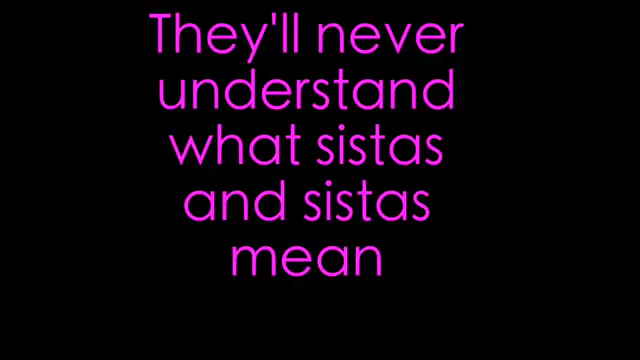 They'll never
understand
what sistas
and sistas
mean